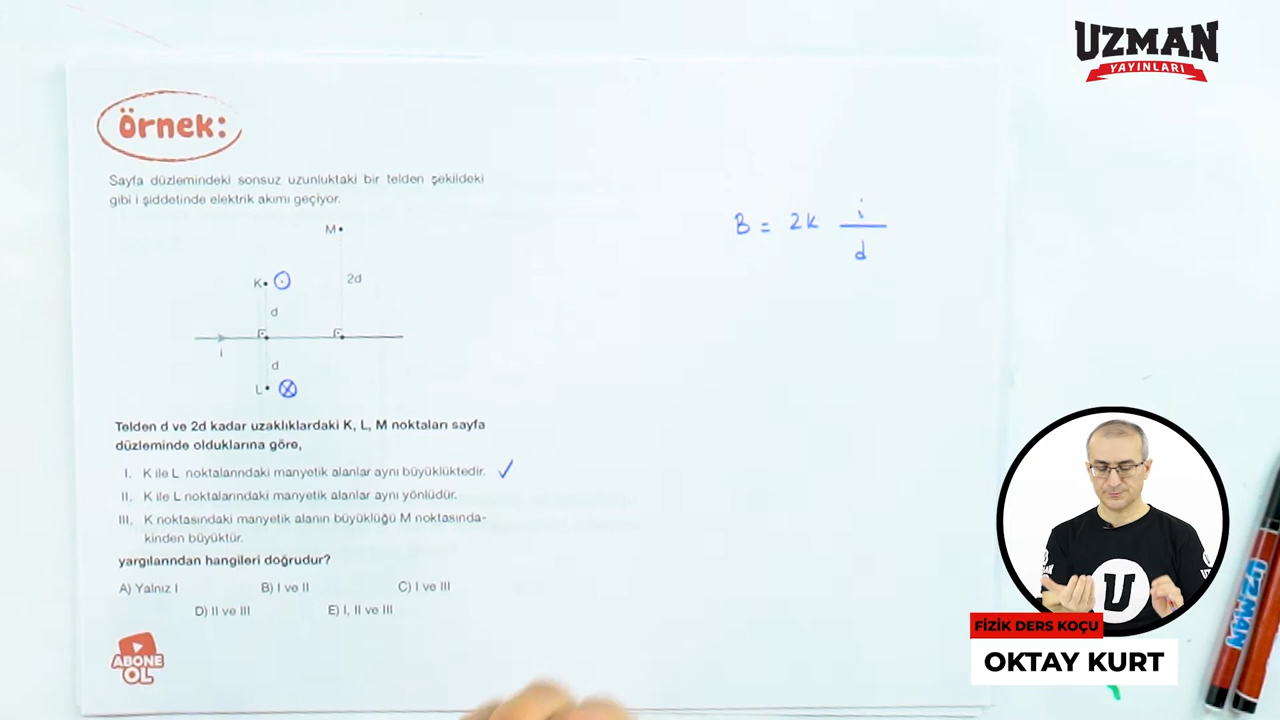 UZMAN
YAYINLARI
Örnek:
Sayfa düzlemindeki sonsuz uzunluktaki bir telden şekildeki
gibi i şiddetinde elektrik akımı geçiyor.
M
B = 2k i/d
K
2d
d
i
d
L
Telden d ve 2d kadar uzaklıklardaki K, L, M noktaları sayfa
düzleminde olduklarına göre,
I. K ile L noktalarındaki manyetik alanlar aynı büyüklüktedir. ✓
II. K ile L noktalarındaki manyetik alanlar aynı yönlüdür.
III. K noktasındaki manyetik alanın büyüklüğü M noktasında-
kinden büyüktür.
yargılarından hangileri doğrudur?
A) Yalnız I B) I ve II C) I ve III
D) II ve III E) I, II ve III
ABONE
OL
U
FİZİK DERS KOÇU
OKTAY KURT
UZMAN